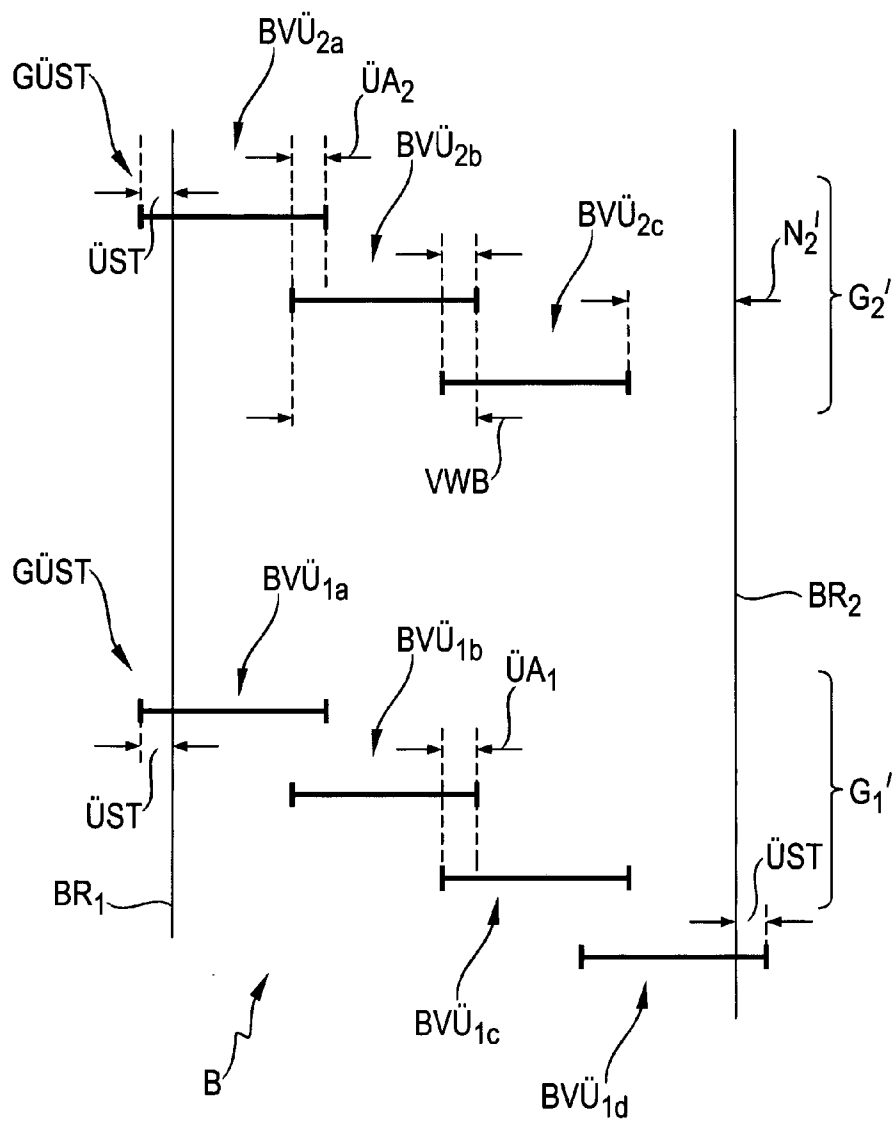 BVÜ₂ₐ
GÜST
ÜA₂
BVÜ₂b
BVÜ₂c
N₂'
ÜST
G₂'
VWB
GÜST
BVÜ₁ₐ
BR₂
BVÜ₁b
ÜA₁
G₁'
ÜST
ÜST
BR₁
BVÜ₁c
B
BVÜ₁d